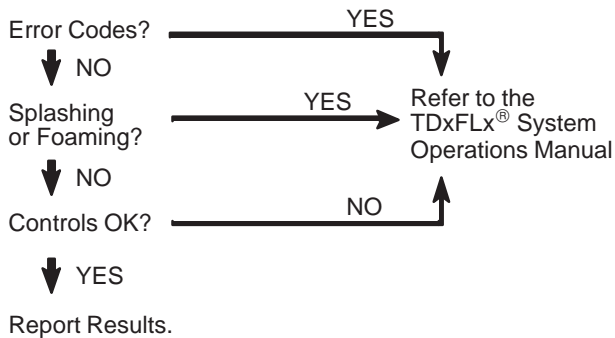 Error Codes?
YES
NO
Splashing
or Foaming?
YES
Refer to the
TDxFLx® System
Operations Manual
NO
Controls OK?
NO
YES
Report Results.